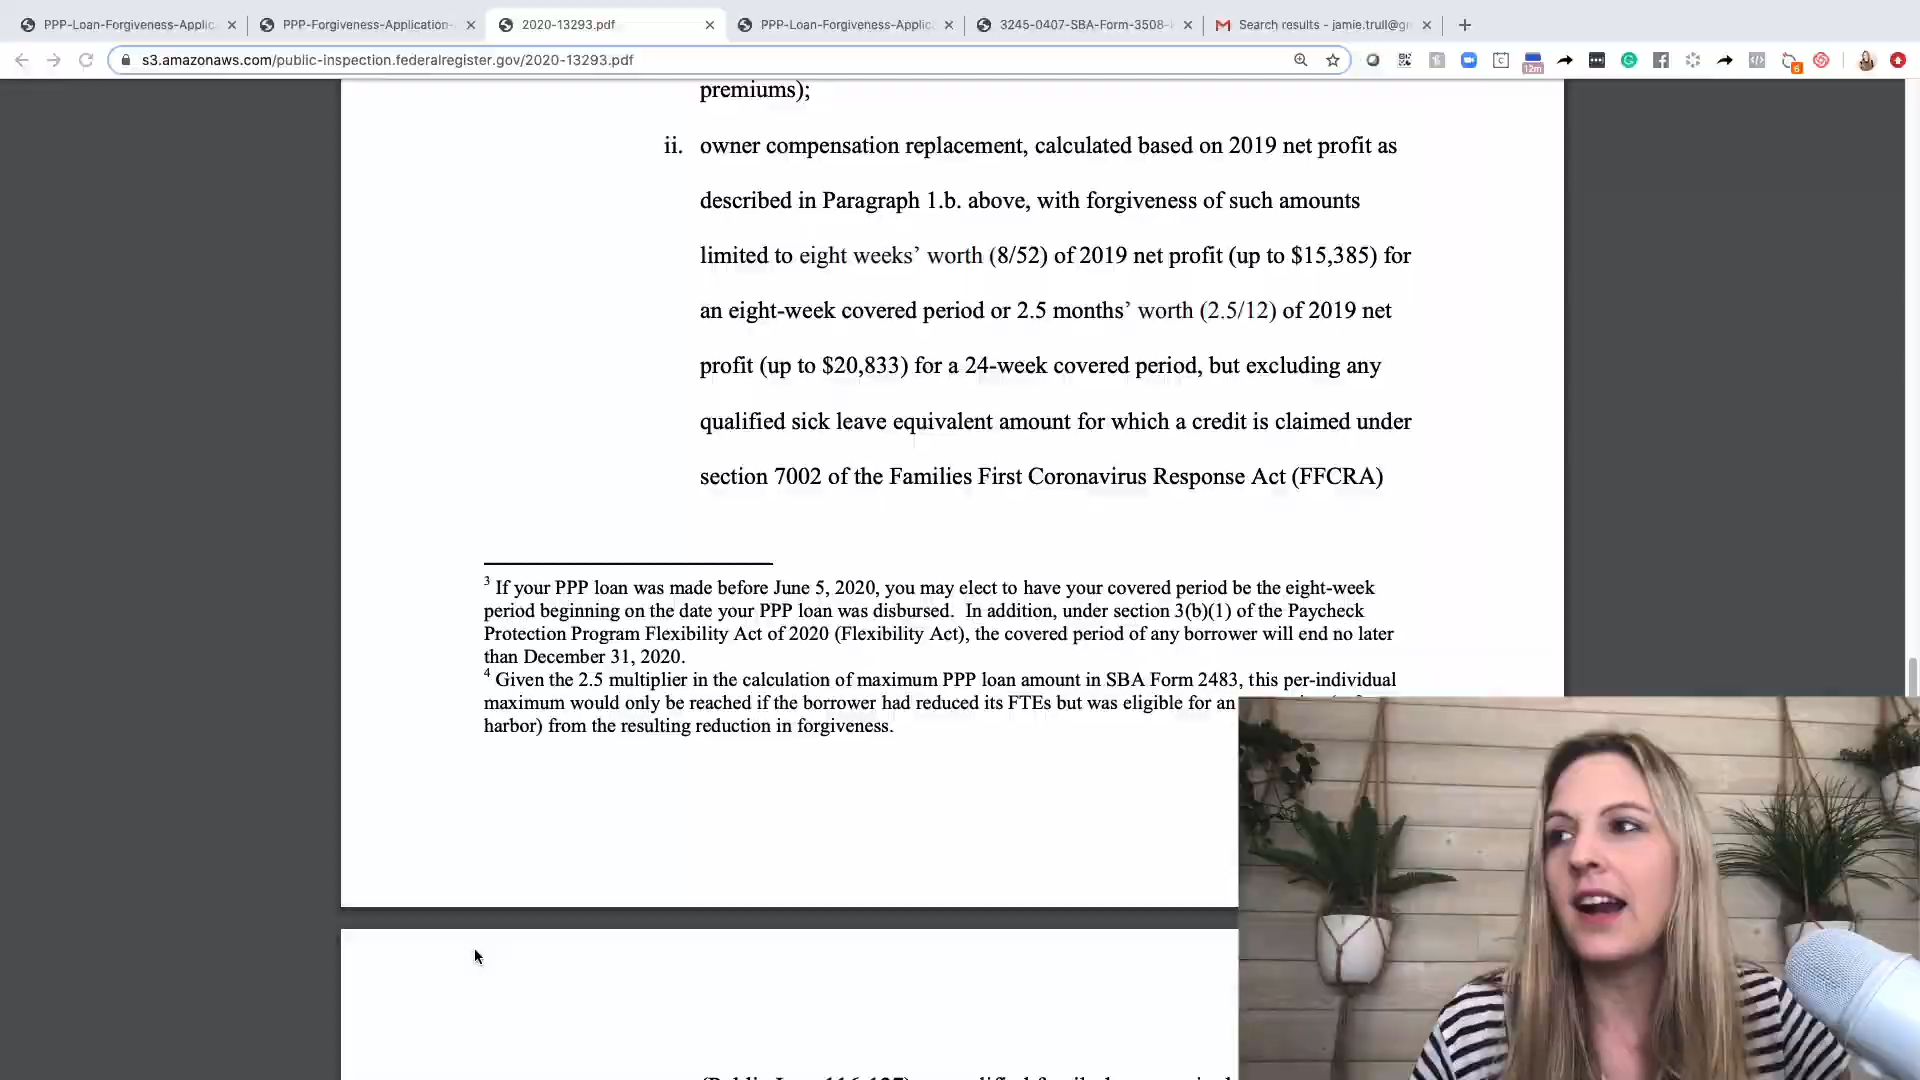 PPP-Loan-Forgiveness-Applic
PPP-Forgiveness-Application-
2020-13293.pdf
PPP-Loan-Forgiveness-Applic
3245-0407-SBA-Form-3508-
Search results - jamie.trull@g
s3.amazonaws.com/public-inspection.federalregister.gov/2020-13293.pdf
12m
6
premiums);
ii. owner compensation replacement, calculated based on 2019 net profit as
described in Paragraph 1.b. above, with forgiveness of such amounts
limited to eight weeks’ worth (8/52) of 2019 net profit (up to $15,385) for
an eight-week covered period or 2.5 months’ worth (2.5/12) of 2019 net
profit (up to $20,833) for a 24-week covered period, but excluding any
qualified sick leave equivalent amount for which a credit is claimed under
section 7002 of the Families First Coronavirus Response Act (FFCRA)
3 If your PPP loan was made before June 5, 2020, you may elect to have your covered period be the eight-week
period beginning on the date your PPP loan was disbursed. In addition, under section 3(b)(1) of the Paycheck
Protection Program Flexibility Act of 2020 (Flexibility Act), the covered period of any borrower will end no later
than December 31, 2020.
4 Given the 2.5 multiplier in the calculation of maximum PPP loan amount in SBA Form 2483, this per-individual
maximum would only be reached if the borrower had reduced its FTEs but was eligible for an
harbor) from the resulting reduction in forgiveness.